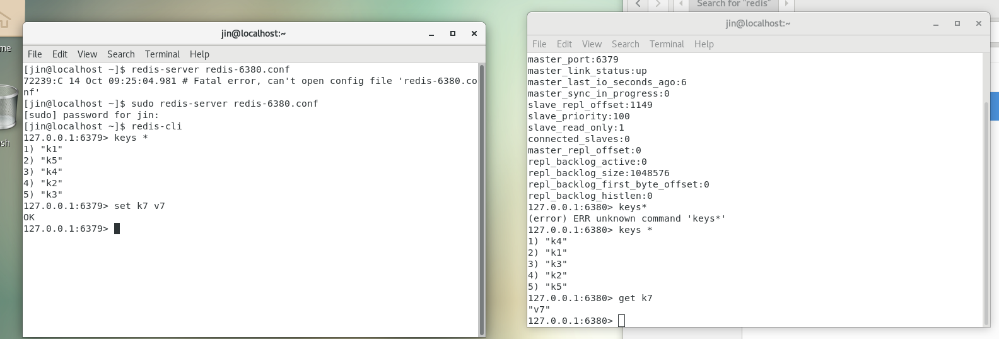 Search for "redis"
me
sh
jin@localhost:~
File Edit View Search Terminal Help
[jin@localhost ~]$ redis-server redis-6380.conf
72239:C 14 Oct 09:25:04.981 # Fatal error, can't open config file 'redis-6380.co
nf'
[jin@localhost ~]$ sudo redis-server redis-6380.conf
[sudo] password for jin:
[jin@localhost ~]$ redis-cli
127.0.0.1:6379> keys *
1) "k1"
2) "k5"
3) "k4"
4) "k2"
5) "k3"
127.0.0.1:6379> set k7 v7
OK
127.0.0.1:6379>
jin@localhost:~
File Edit View Search Terminal Help
master_port:6379
master_link_status:up
master_last_io_seconds_ago:6
master_sync_in_progress:0
slave_repl_offset:1149
slave_priority:100
slave_read_only:1
connected_slaves:0
master_repl_offset:0
repl_backlog_active:0
repl_backlog_size:1048576
repl_backlog_first_byte_offset:0
repl_backlog_histlen:0
127.0.0.1:6380> keys*
(error) ERR unknown command 'keys*'
127.0.0.1:6380> keys *
1) "k4"
2) "k1"
3) "k3"
4) "k2"
5) "k5"
127.0.0.1:6380> get k7
"v7"
127.0.0.1:6380>